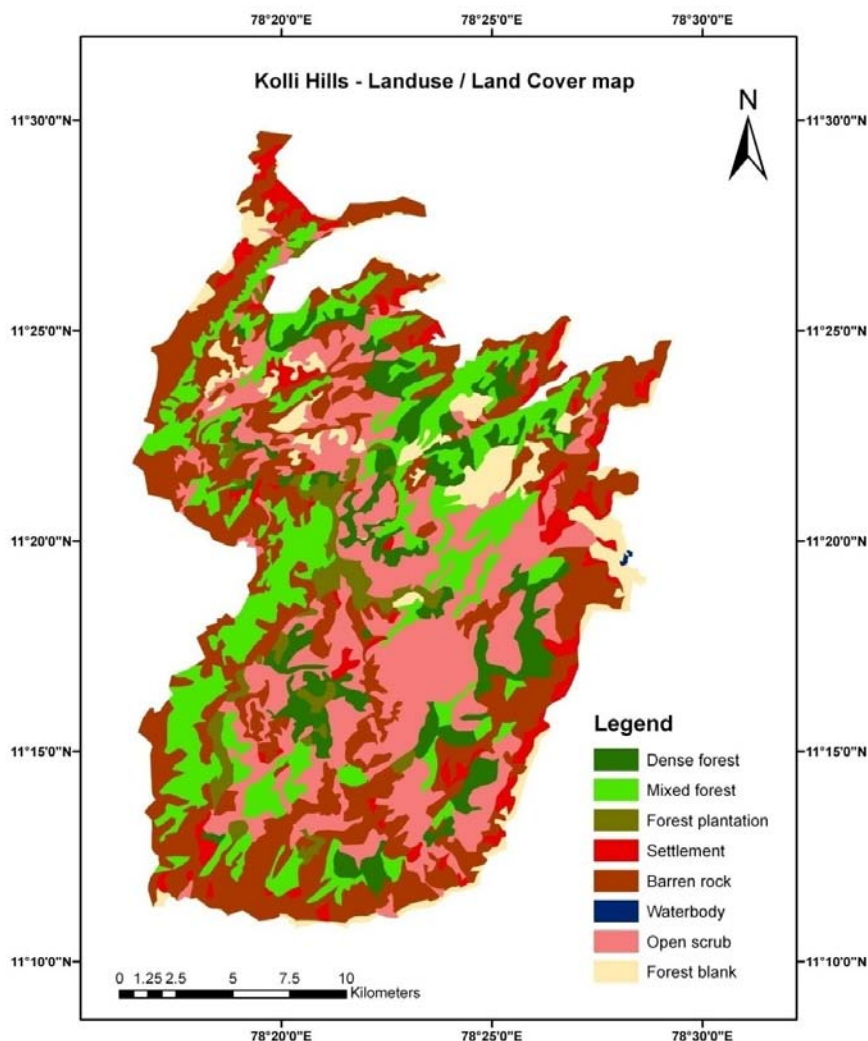 78°20'0"E 78°25'0"E 78°30'0"E
Kolli Hills - Landuse / Land Cover map
N
11°30'0"N 11°30'0"N
11°25'0"N 11°25'0"N
11°20'0"N 11°20'0"N
11°15'0"N 11°15'0"N
Legend
Dense forest
Mixed forest
Forest plantation
Settlement
Barren rock
Waterbody
Open scrub
Forest blank
11°10'0"N 11°10'0"N
0 1.25 2.5 5 7.5 10
Kilometers
78°20'0"E 78°25'0"E 78°30'0"E